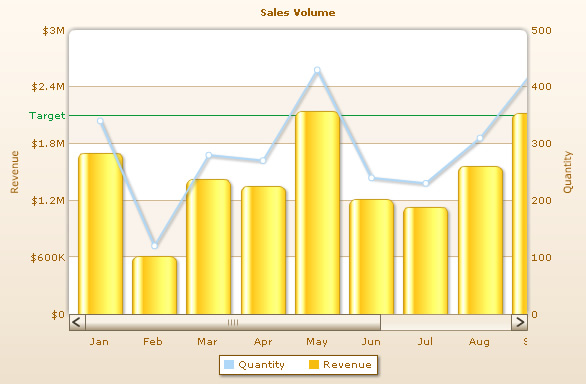 Sales Volume
$3M
500
$2.4M
400
Target
$1.8M
300
$1.2M
200
$600K
100
$0
0
Revenue
Quantity
Jan Feb Mar Apr May Jun Jul Aug
Quantity Revenue